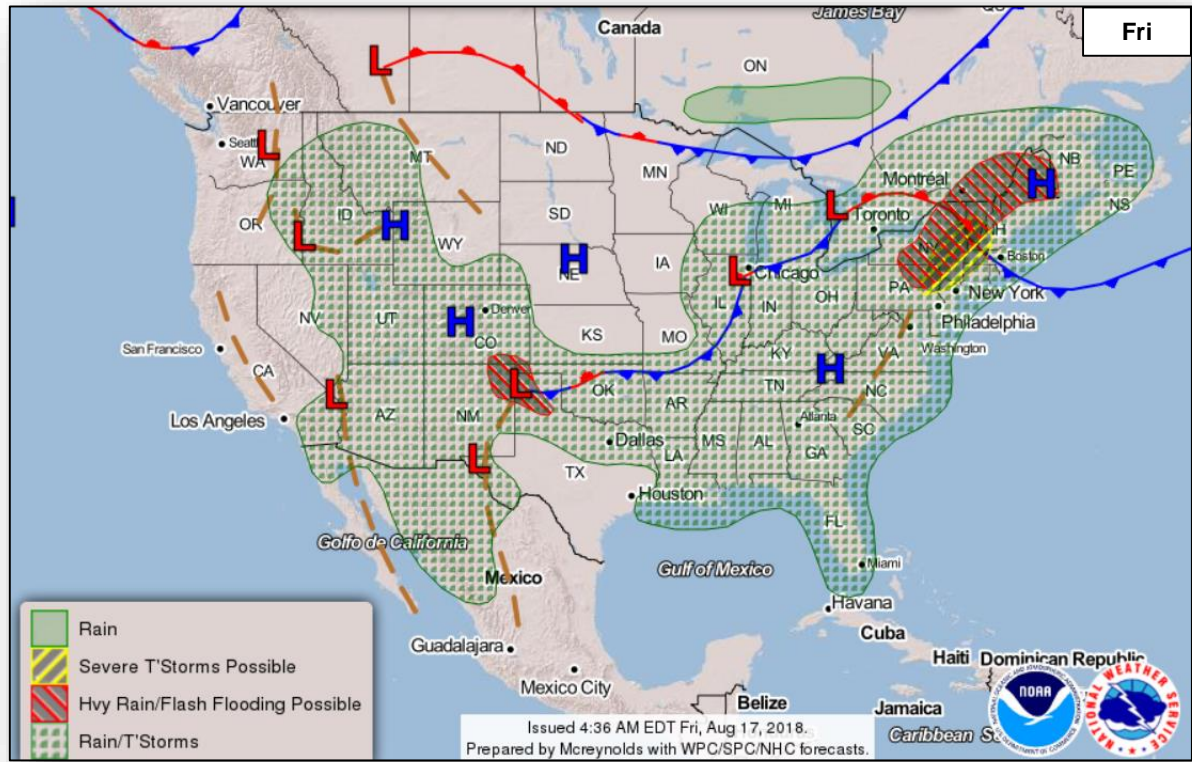 Canada
James Bay
Fri
ON
Vancouver
Seattl
WA
MT
ND
MN
Montréal
NB
PE
NS
OR
ID
SD
WI
MI
Toronto
WY
IA
Boston
NE
Chicago
PA
New York
NV
UT
Denver
CO
IL
IN
OH
Philadelphia
Washington
San Francisco
CA
KS
MO
KY
VA
L
H
Los Angeles
AZ
NM
OK
AR
TN
NC
Atlanta
SC
Dallas
MS
AL
GA
LA
TX
Houston
FL
Golfo de California
Mexico
Gulf of Mexico
Miami
Havana
Cuba
Guadalajara
Mexico City
Haiti
Dominican Republic
Belize
Jamaica
Caribbean S
Rain
Severe T'Storms Possible
Hvy Rain/Flash Flooding Possible
Rain/T'Storms
Issued 4:36 AM EDT Fri, Aug 17, 2018.
Prepared by Mcreynolds with WPC/SPC/NHC forecasts.
NOAA
NATIONAL WEATHER SERVICE